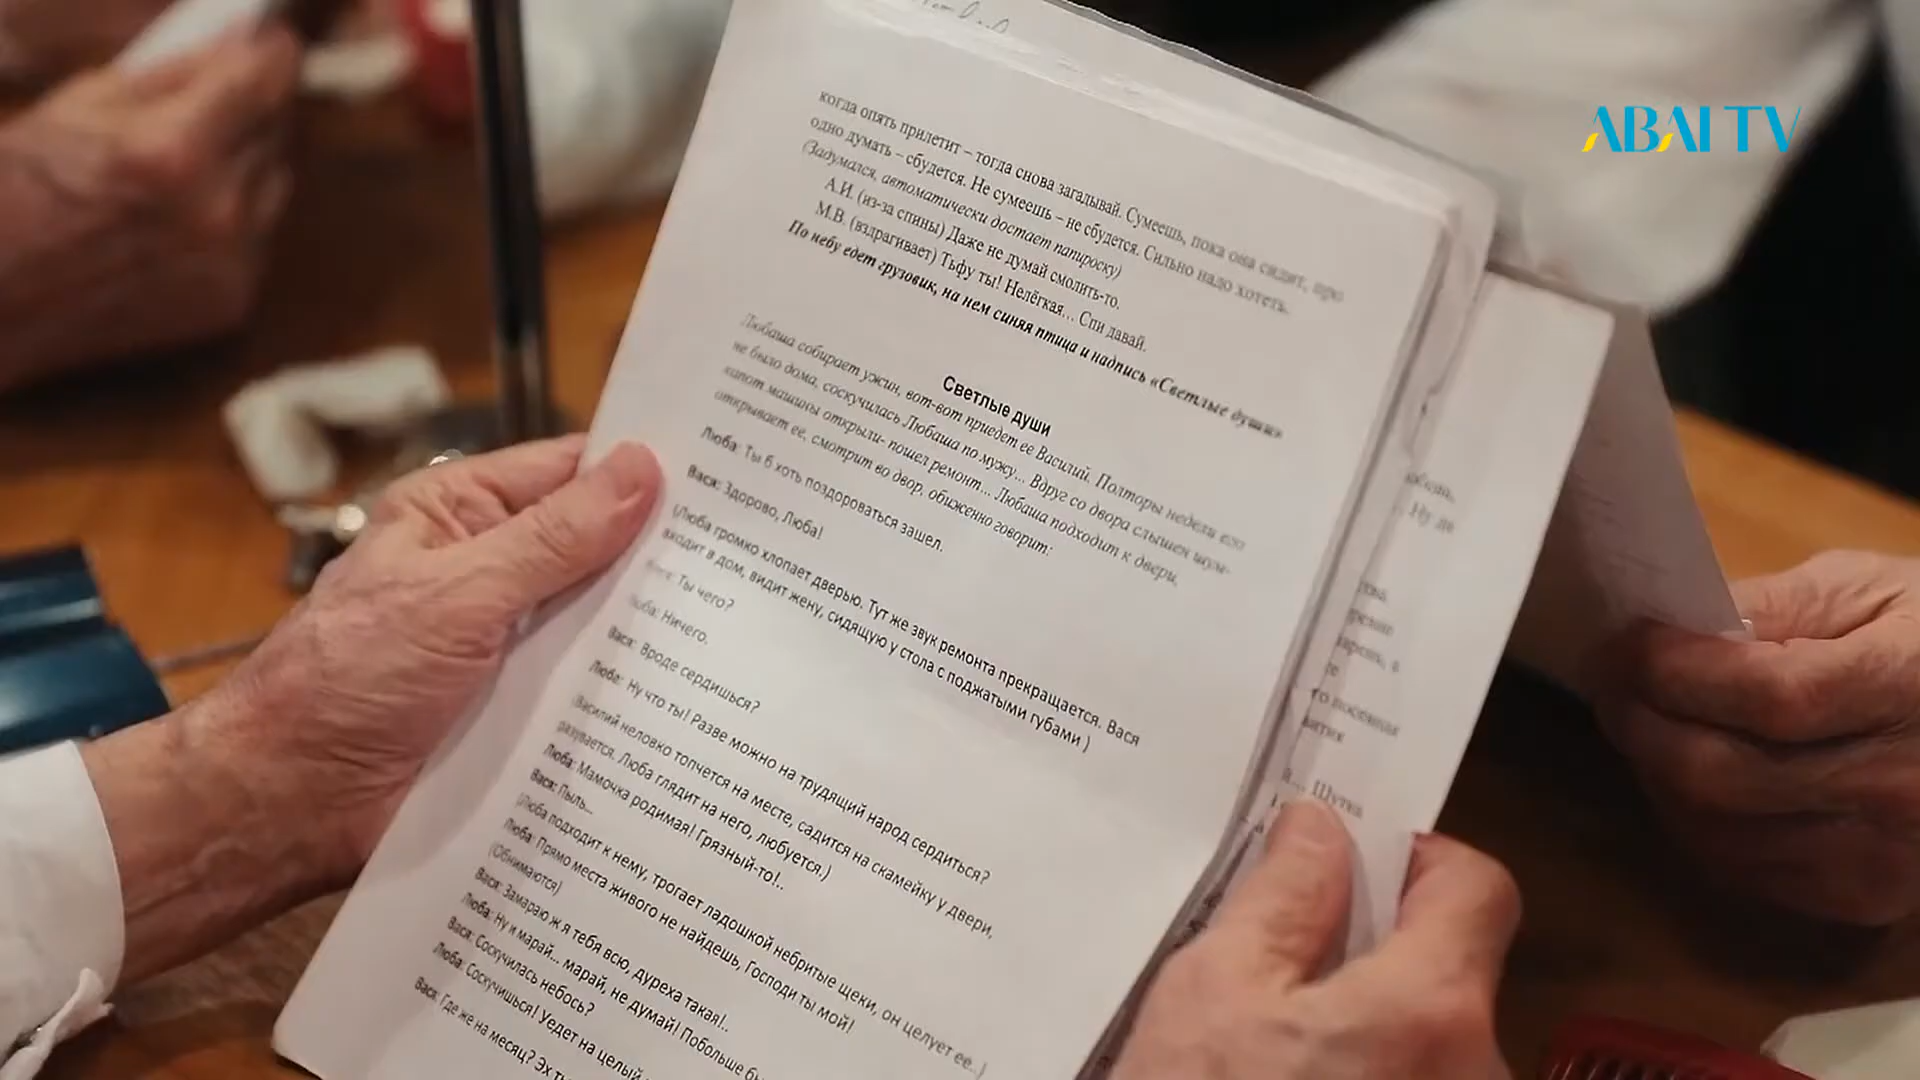 ABAI TV
когда опять прилетит – тогда снова загадывай. Сумеешь, пока она сидит, про
одно думать – сбудется. Не сумеешь – не сбудется. Сильно надо хотеть.
(Задумался, автоматически достает папироску)
А.И. (из-за спины) Даже не думай смолить-то.
М.В. (вздрагивает) Тьфу ты! Нелёгкая... Спи давай.
По небу едет грузовик, на нем синяя птица и надпись «Светлые души»
Светлые души
Любаша собирает ужин, вот-вот приедет ее Василий. Полторы недели его
не было дома, соскучилась Любаша по мужу... Вдруг со двора слышен шум-
капот машины открыли- пошел ремонт... Любаша подходит к двери,
открывает ее, смотрит во двор, обиженно говорит:
Люба: Ты б хоть поздороваться зашел.
Вася: Здорово, Люба!
(Люба громко хлопает дверью. Тут же звук ремонта прекращается. Вася
входит в дом, видит жену, сидящую у стола с поджатыми губами )
Вася: Ты чего?
Люба: Ничего.
Вася: Вроде сердишься?
Люба: Ну что ты! Разве можно на трудящий народ сердиться?
(Василий неловко топчется на месте, садится на скамейку у двери,
разувается. Люба глядит на него, любуется.)
Люба: Мамочка родимая! Грязный-то!..
Вася: Пыль...
(Люба подходит к нему, трогает ладошкой небритые щеки, он целует ее..)
Люба: Прямо места живого не найдешь, Господи ты мой!
(Обнимаются)
Вася: Замараю ж я тебя всю, дуреха такая!..
Люба: Ну и марай... марай, не думай! Побольше бы
Вася: Соскучилась небось?
Люба: Соскучишься! Уедет на целый
Вася: Где же на месяц? Эх
Ну
Шутка